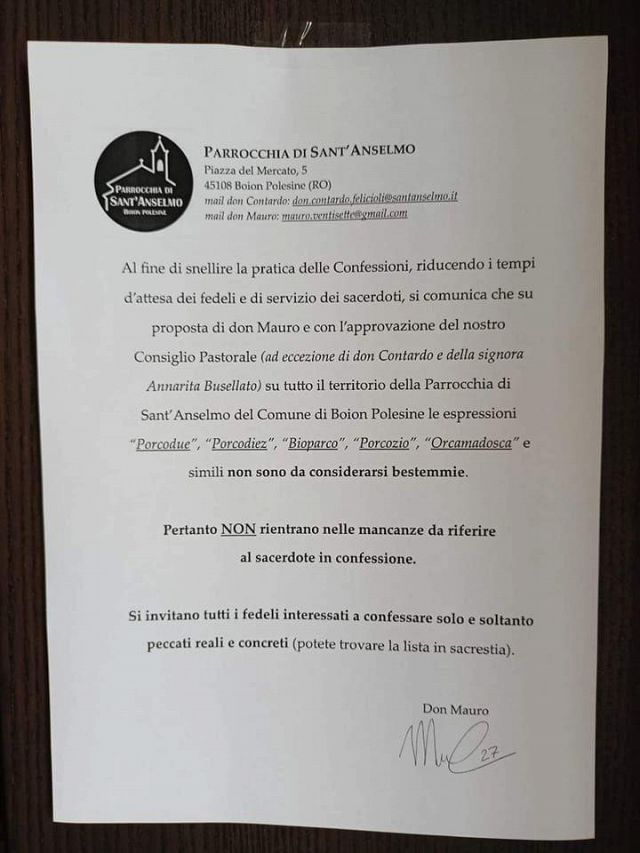 PARROCCHIA DI
SANT'ANSELMO
BOION POLESINE
PARROCCHIA DI SANT'ANSELMO
Piazza del Mercato, 5
45108 Boion Polesine (RO)
mail don Contardo: don.contardo.felicioli@santanselmo.it
mail don Mauro: mauro.ventisette@gmail.com
Al fine di snellire la pratica delle Confessioni, riducendo i tempi
d'attesa dei fedeli e di servizio dei sacerdoti, si comunica che su
proposta di don Mauro e con l'approvazione del nostro
Consiglio Pastorale (ad eccezione di don Contardo e della signora
Annarita Busellato) su tutto il territorio della Parrocchia di
Sant'Anselmo del Comune di Boion Polesine le espressioni
"Porcodue", "Porcodiez", "Bioparco", "Porcozio", "Orcamadosca" e
simili non sono da considerarsi bestemmie.
Pertanto NON rientrano nelle mancanze da riferire
al sacerdote in confessione.
Si invitano tutti i fedeli interessati a confessare solo e soltanto
peccati reali e concreti (potete trovare la lista in sacrestia).
Don Mauro
27